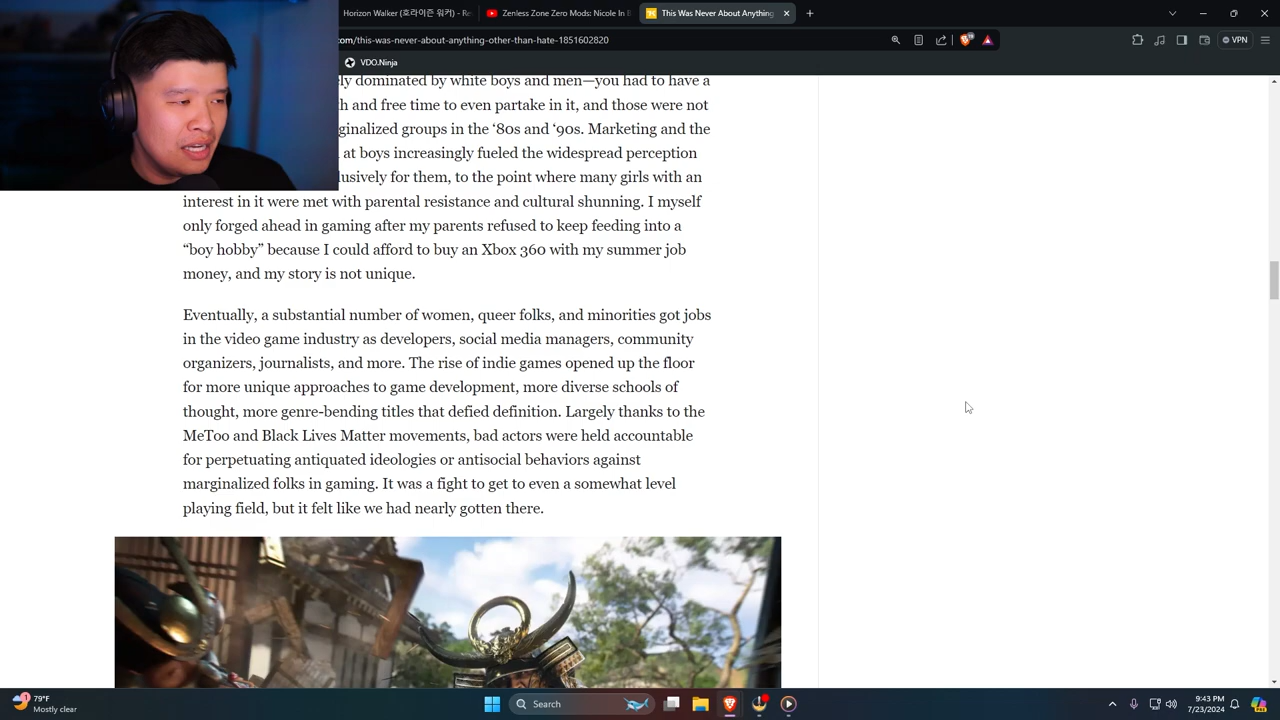 Horizon Walker (호라이즌 워커) - Re
Zenless Zone Zero Mods: Nicole In B
This Was Never About Anything
com/this-was-never-about-anything-other-than-hate-1851602820
VPN
VDO.Ninja
ely dominated by white boys and men—you had to have a
h and free time to even partake in it, and those were not
ginalized groups in the ‘80s and ‘90s. Marketing and the
at boys increasingly fueled the widespread perception
lusively for them, to the point where many girls with an
interest in it were met with parental resistance and cultural shunning. I myself
only forged ahead in gaming after my parents refused to keep feeding into a
“boy hobby” because I could afford to buy an Xbox 360 with my summer job
money, and my story is not unique.
Eventually, a substantial number of women, queer folks, and minorities got jobs
in the video game industry as developers, social media managers, community
organizers, journalists, and more. The rise of indie games opened up the floor
for more unique approaches to game development, more diverse schools of
thought, more genre-bending titles that defied definition. Largely thanks to the
MeToo and Black Lives Matter movements, bad actors were held accountable
for perpetuating antiquated ideologies or antisocial behaviors against
marginalized folks in gaming. It was a fight to get to even a somewhat level
playing field, but it felt like we had nearly gotten there.
79°F
Mostly clear
Search
9:43 PM
7/23/2024